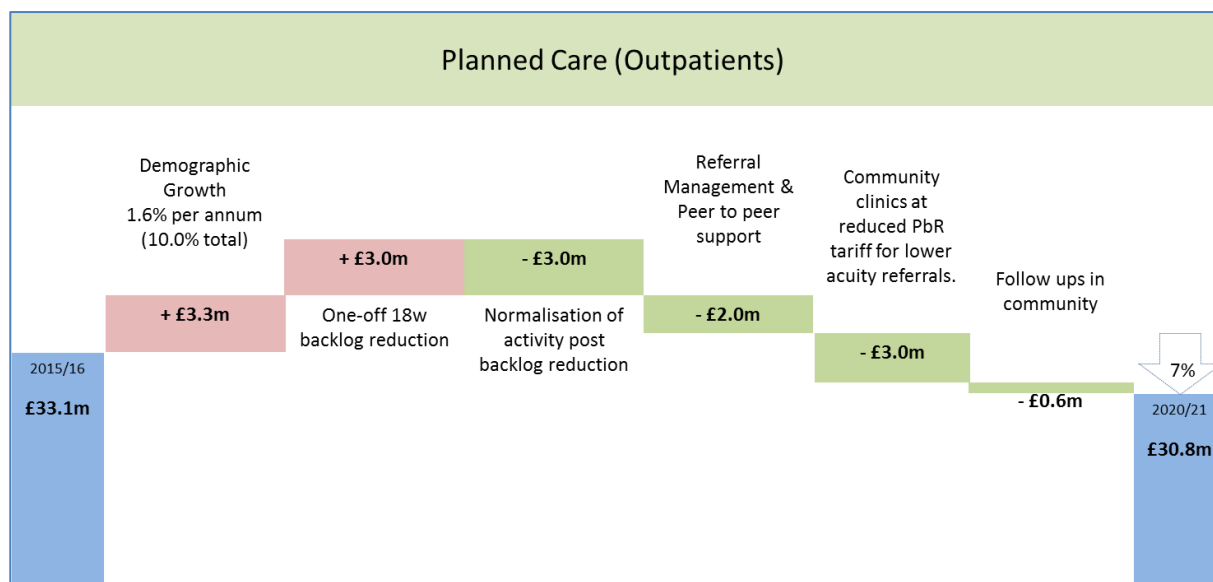 Planned Care (Outpatients)
Demographic
Growth
1.6% per annum
(10.0% total)
+ £3.3m
+ £3.0m
One-off 18w
backlog reduction
- £3.0m
Normalisation of
activity post
backlog reduction
Referral
Management &
Peer to peer
support
- £2.0m
Community
clinics at
reduced PbR
tariff for lower
acuity referrals.
- £3.0m
Follow ups in
community
- £0.6m
2015/16
£33.1m
7%
2020/21
£30.8m